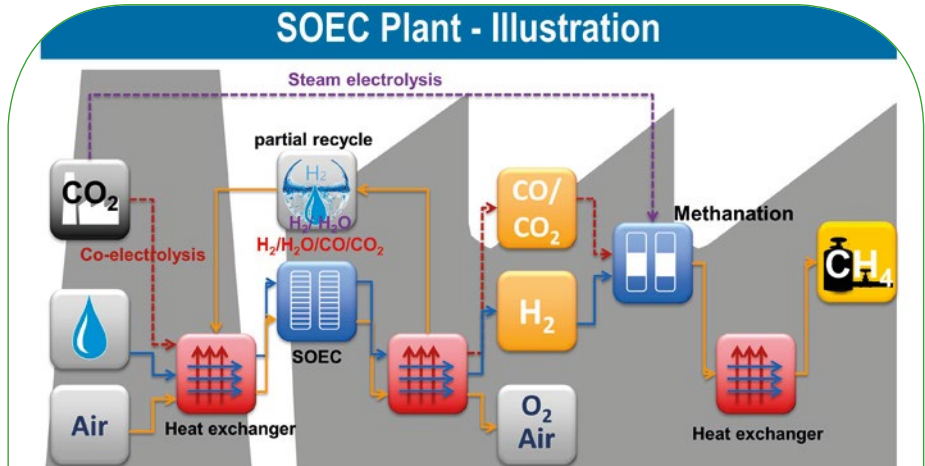 SOEC Plant - Illustration
Steam electrolysis
partial recycle
H₂
CO₂
H₂/H₂O
H₂/H₂O/CO/CO₂
Co-electrolysis
CO/
CO₂
Methanation
CH₄
SOEC
H₂
Air
Heat exchanger
O₂
Air
Heat exchanger